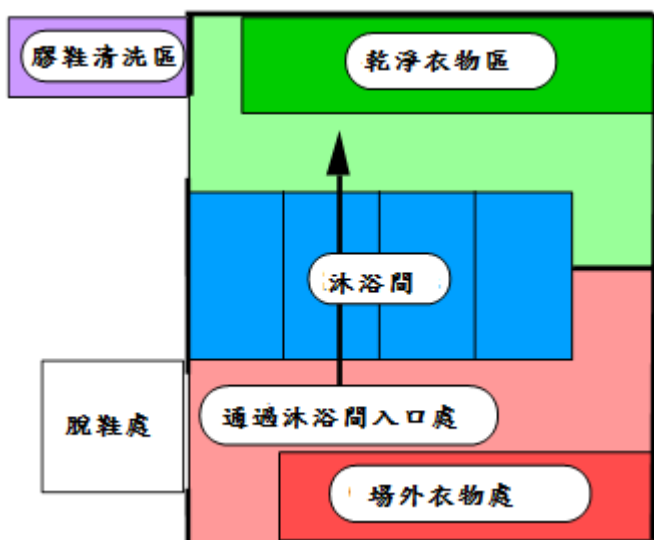 膠鞋清洗區
乾淨衣物區
沐浴間
通過沐浴間入口處
脫鞋處
場外衣物處